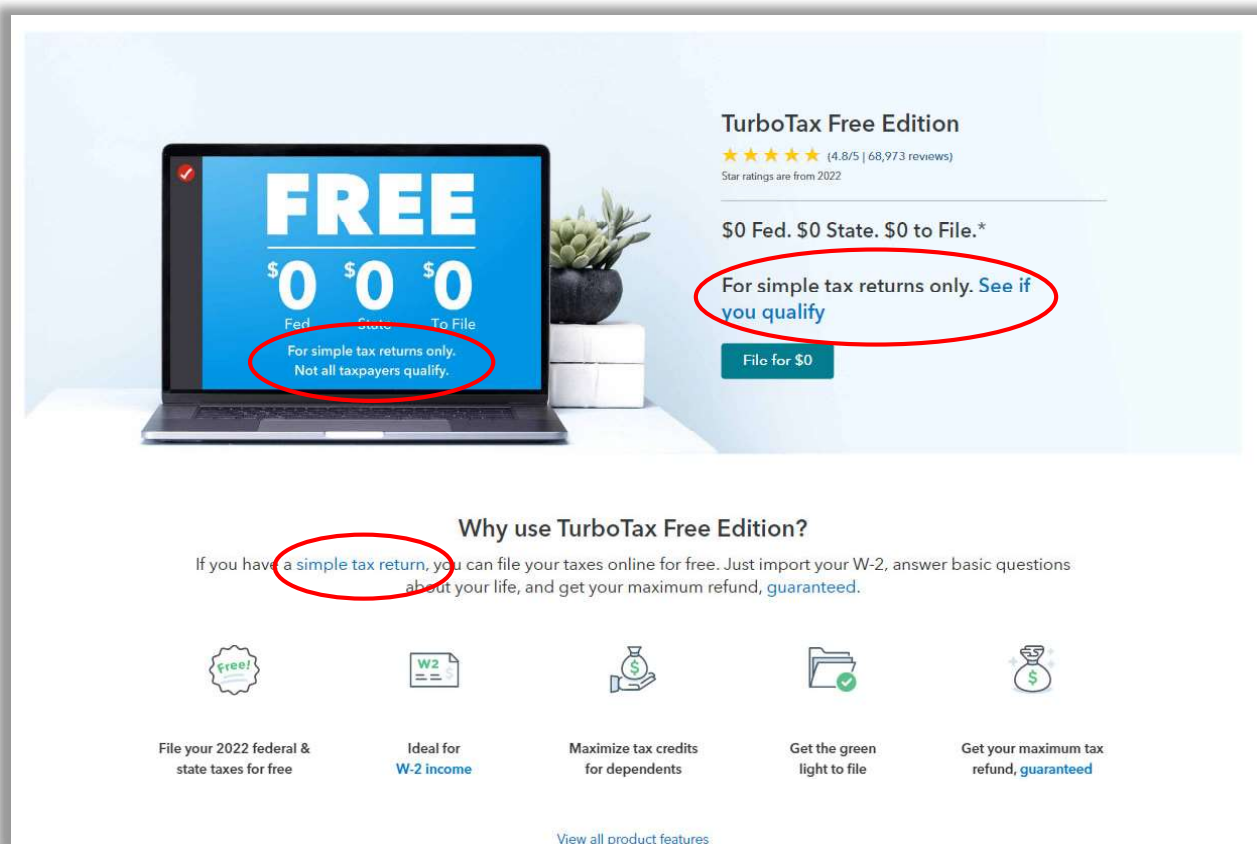 FREE
$0 $0 $0
Fed State To File
For simple tax returns only.
Not all taxpayers qualify.
TurboTax Free Edition
(4.8/5 | 68,973 reviews)
Star ratings are from 2022
$0 Fed. $0 State. $0 to File.*
For simple tax returns only. See if
you qualify
File for $0
Why use TurboTax Free Edition?
If you have a simple tax return, you can file your taxes online for free. Just import your W-2, answer basic questions
about your life, and get your maximum refund, guaranteed.
Free!
W2
$
$
$
File your 2022 federal &
state taxes for free
Ideal for
W-2 income
Maximize tax credits
for dependents
Get the green
light to file
Get your maximum tax
refund, guaranteed
View all product features